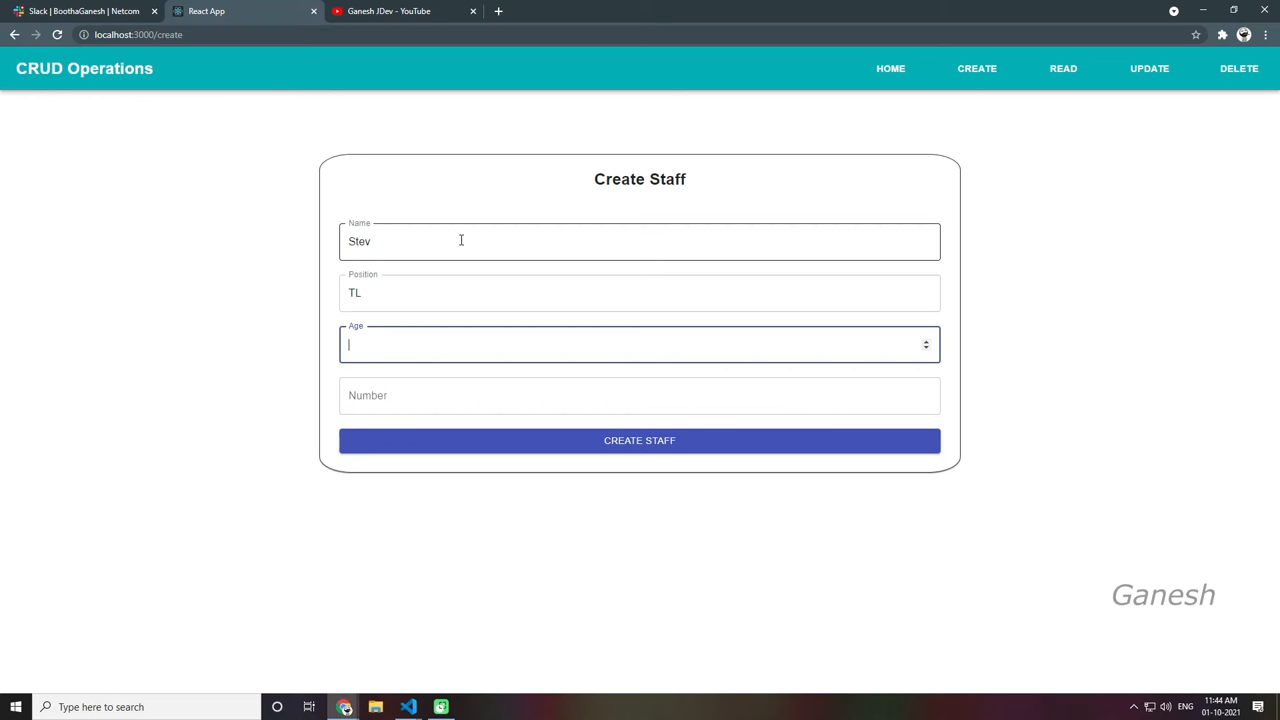 Slack | BoothaGanesh | Netcom
React App
Ganesh JDev - YouTube
localhost:3000/create
CRUD Operations
HOME
CREATE
READ
UPDATE
DELETE
Create Staff
Name
Stev
Position
TL
Age
Number
CREATE STAFF
Ganesh
Type here to search
ENG
11:44 AM
01-10-2021